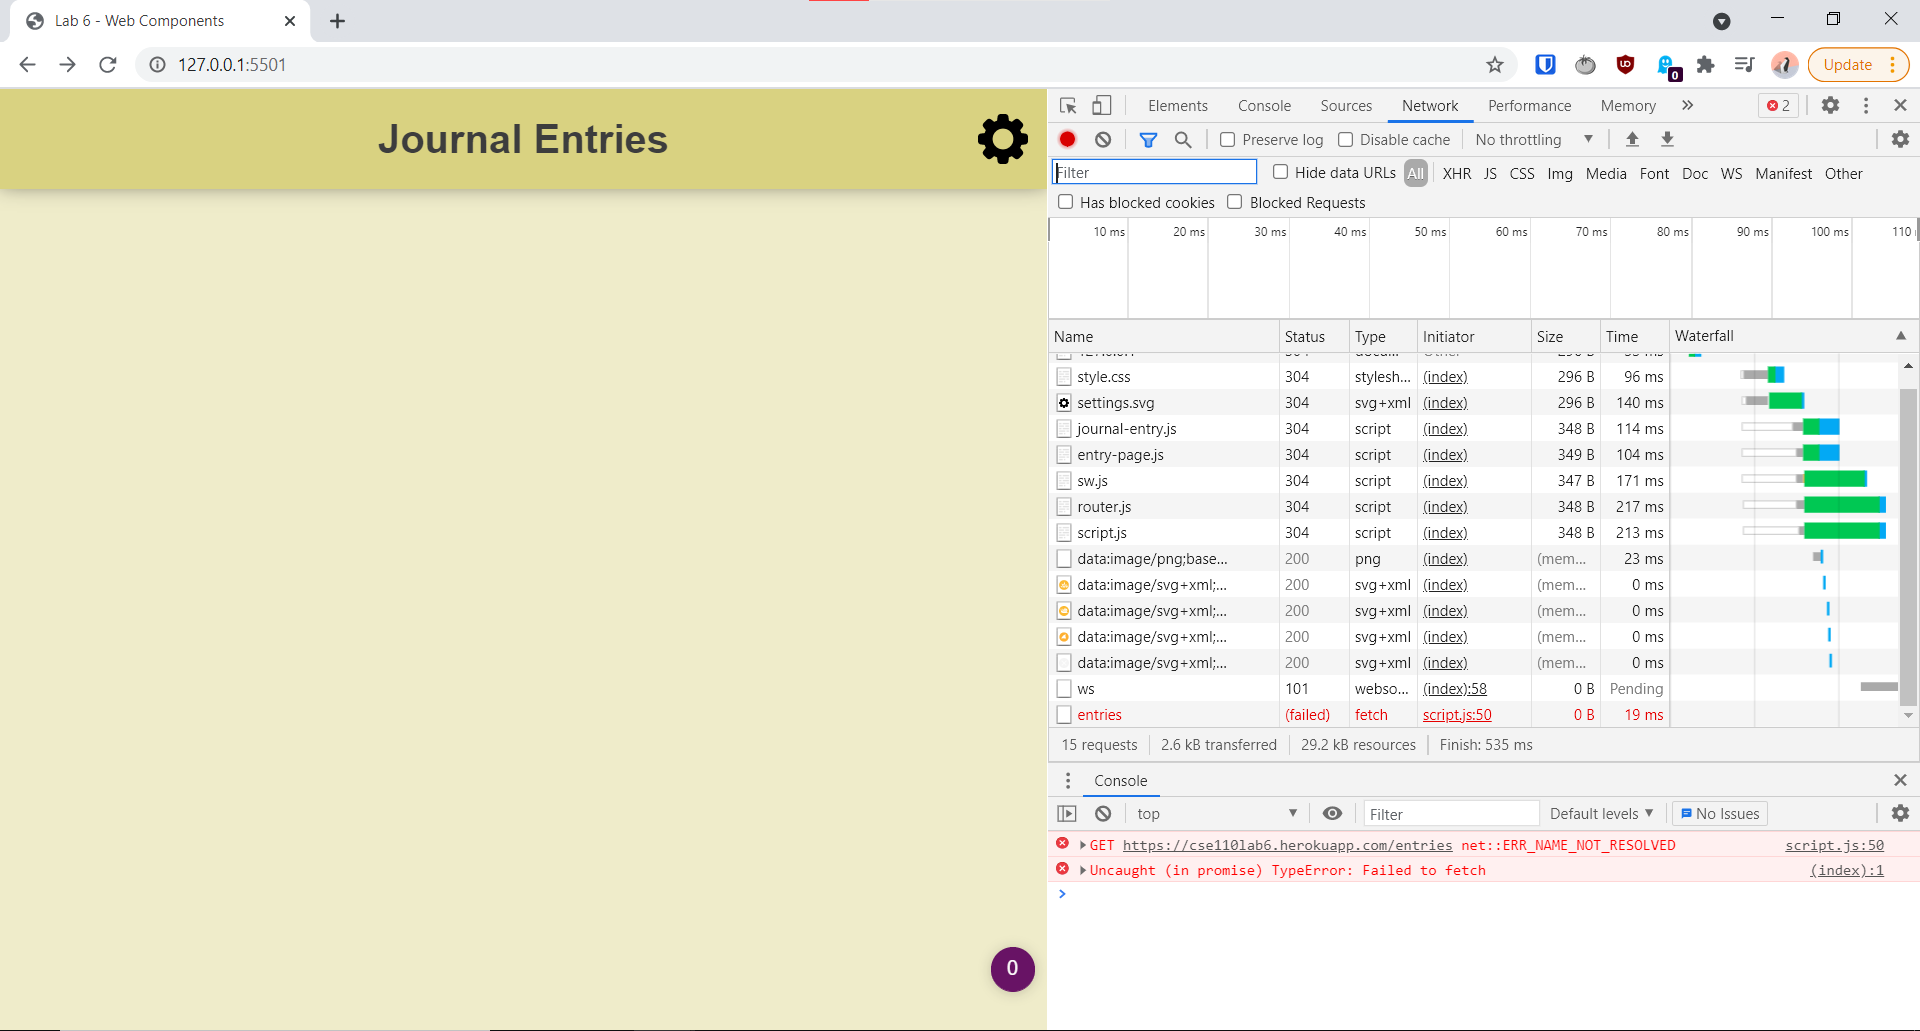 Lab 6 - Web Components
127.0.0.1:5501
0
Update
Journal Entries
0
Elements Console Sources Network Performance Memory 2
Preserve log Disable cache No throttling
Filter Hide data URLs All XHR JS CSS Img Media Font Doc WS Manifest Other
Has blocked cookies Blocked Requests
10 ms 20 ms 30 ms 40 ms 50 ms 60 ms 70 ms 80 ms 90 ms 100 ms 110
Name Status Type Initiator Size Time Waterfall
style.css 304 stylesh... (index) 296 B 96 ms
settings.svg 304 svg+xml (index) 296 B 140 ms
journal-entry.js 304 script (index) 348 B 114 ms
entry-page.js 304 script (index) 349 B 104 ms
sw.js 304 script (index) 347 B 171 ms
router.js 304 script (index) 348 B 217 ms
script.js 304 script (index) 348 B 213 ms
data:image/png;base... 200 png (index) (mem... 23 ms
data:image/svg+xml;... 200 svg+xml (index) (mem... 0 ms
data:image/svg+xml;... 200 svg+xml (index) (mem... 0 ms
data:image/svg+xml;... 200 svg+xml (index) (mem... 0 ms
data:image/svg+xml;... 200 svg+xml (index) (mem... 0 ms
ws 101 webso... (index):58 0 B Pending
entries (failed) fetch script.js:50 0 B 19 ms
15 requests 2.6 kB transferred 29.2 kB resources Finish: 535 ms
Console
top Filter Default levels No Issues
GET https://cse110lab6.herokuapp.com/entries net::ERR_NAME_NOT_RESOLVED script.js:50
Uncaught (in promise) TypeError: Failed to fetch (index):1